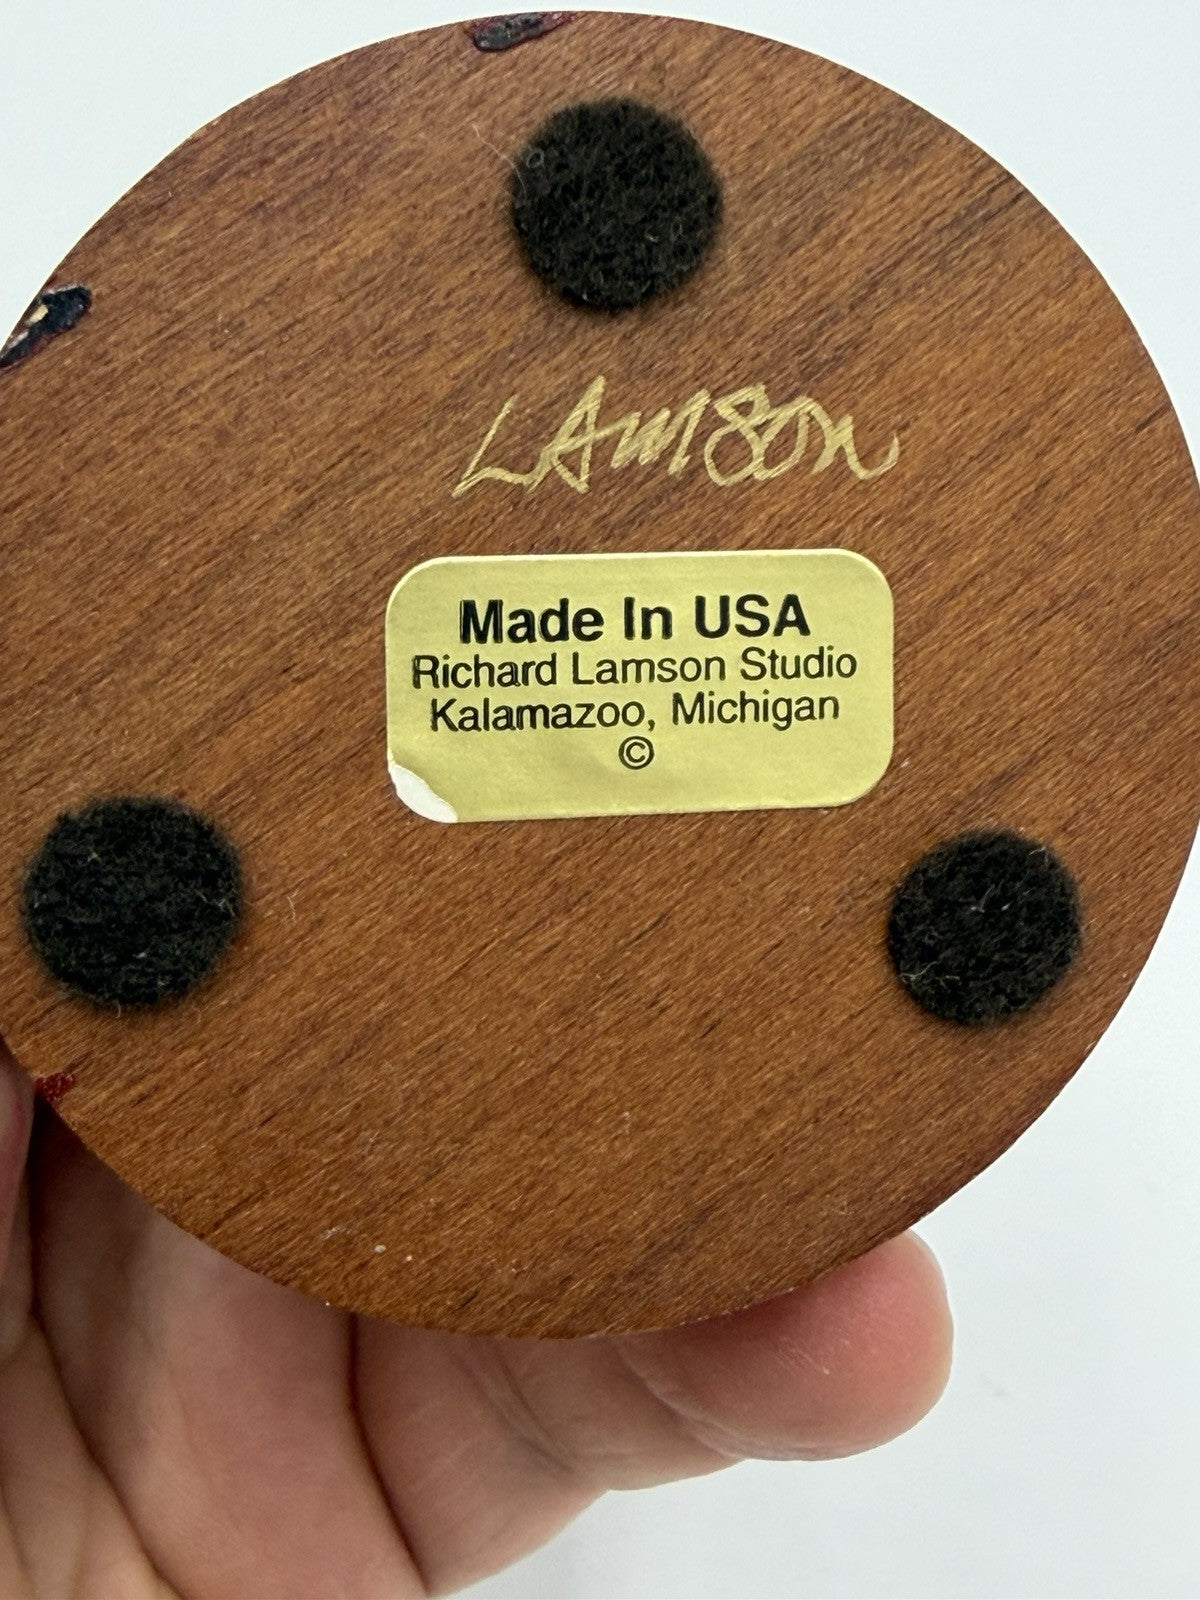 LAmson
Made In USA
Richard Lamson Studio
Kalamazoo, Michigan
©